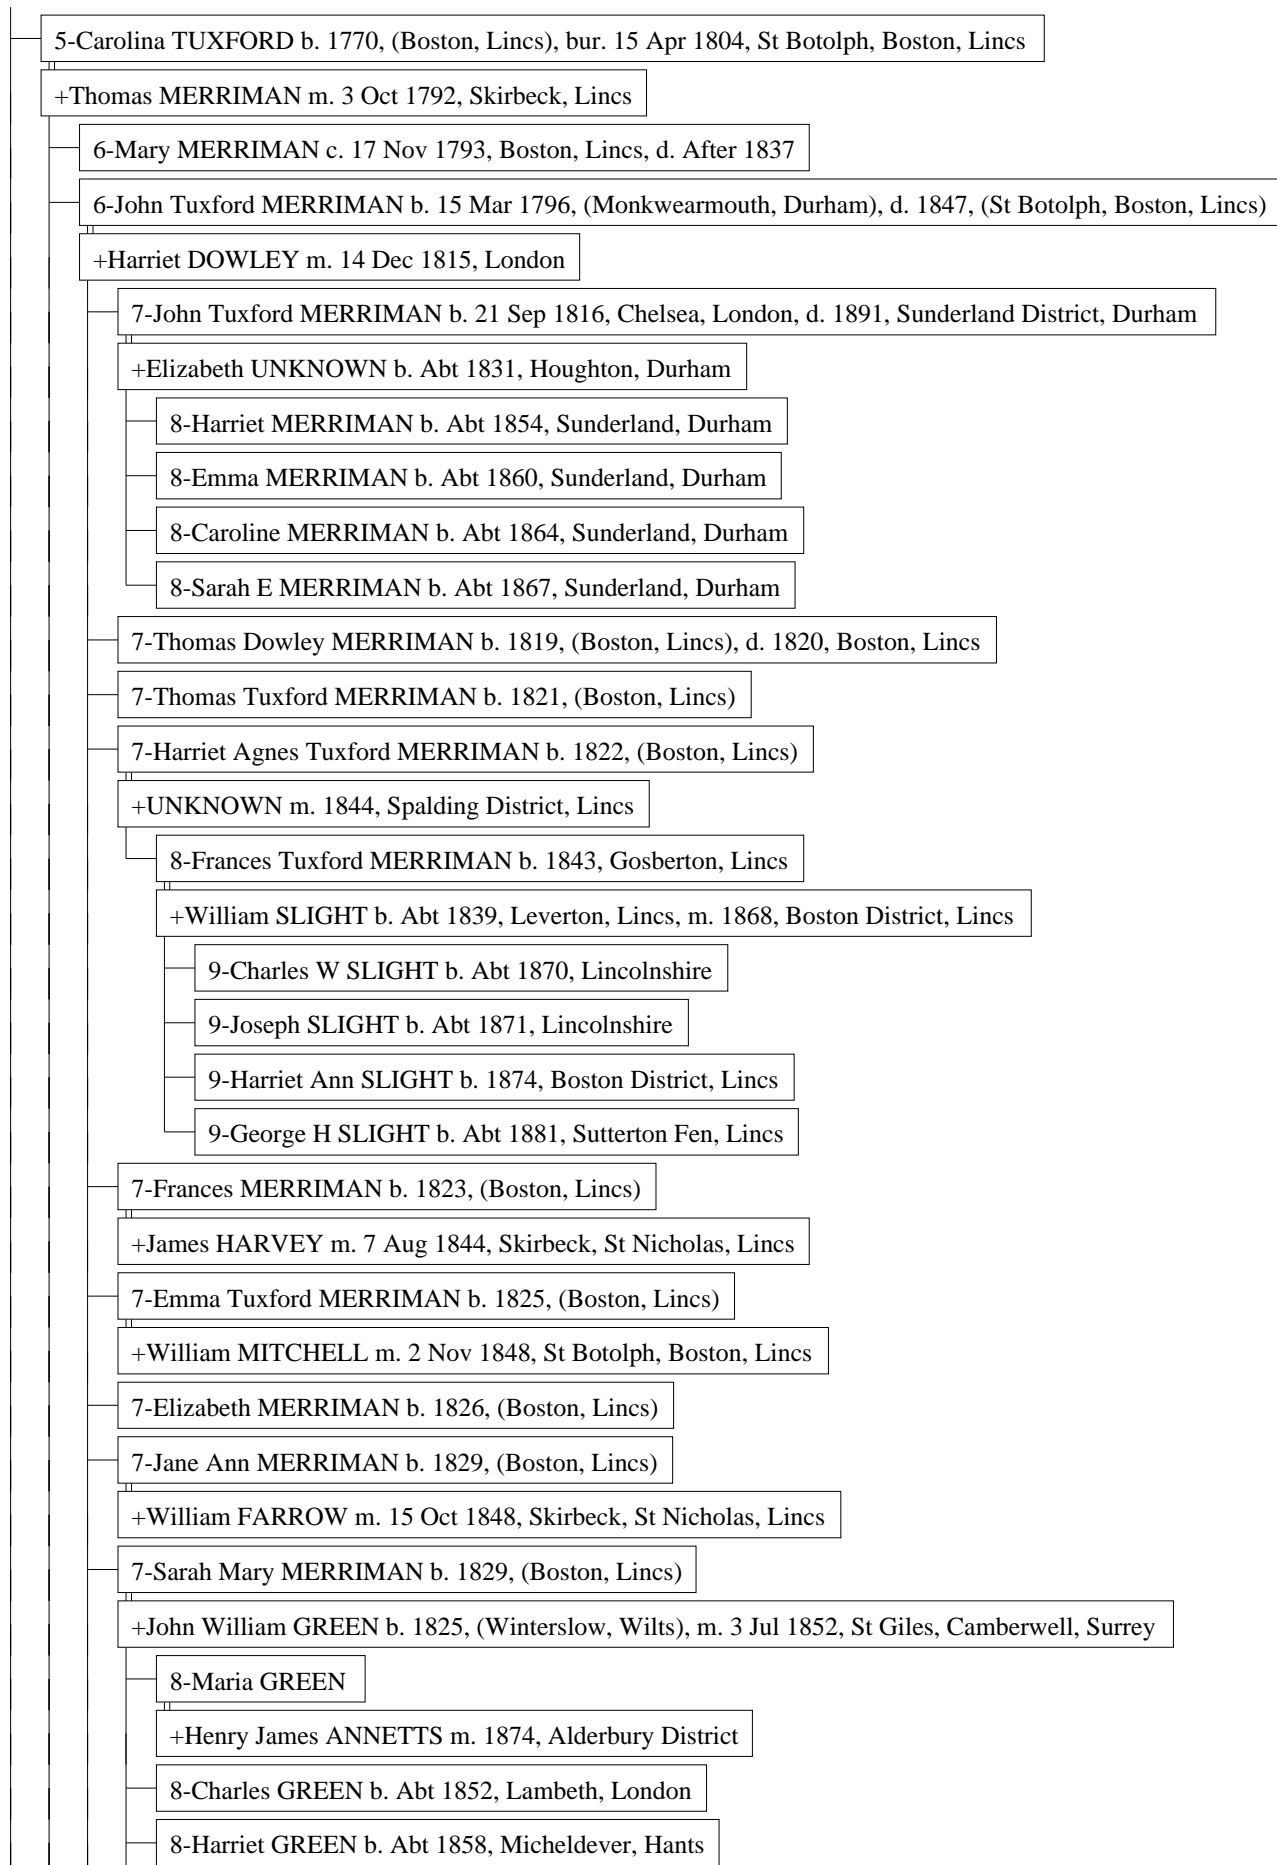 5-Carolina TUXFORD b. 1770, (Boston, Lincs), bur. 15 Apr 1804, St Botolph, Boston, Lincs
+Thomas MERRIMAN m. 3 Oct 1792, Skirbeck, Lincs
6-Mary MERRIMAN c. 17 Nov 1793, Boston, Lincs, d. After 1837
6-John Tuxford MERRIMAN b. 15 Mar 1796, (Monkwearmouth, Durham), d. 1847, (St Botolph, Boston, Lincs)
+Harriet DOWLEY m. 14 Dec 1815, London
7-John Tuxford MERRIMAN b. 21 Sep 1816, Chelsea, London, d. 1891, Sunderland District, Durham
+Elizabeth UNKNOWN b. Abt 1831, Houghton, Durham
8-Harriet MERRIMAN b. Abt 1854, Sunderland, Durham
8-Emma MERRIMAN b. Abt 1860, Sunderland, Durham
8-Caroline MERRIMAN b. Abt 1864, Sunderland, Durham
8-Sarah E MERRIMAN b. Abt 1867, Sunderland, Durham
7-Thomas Dowley MERRIMAN b. 1819, (Boston, Lincs), d. 1820, Boston, Lincs
7-Thomas Tuxford MERRIMAN b. 1821, (Boston, Lincs)
7-Harriet Agnes Tuxford MERRIMAN b. 1822, (Boston, Lincs)
+UNKNOWN m. 1844, Spalding District, Lincs
8-Frances Tuxford MERRIMAN b. 1843, Gosberton, Lincs
+William SLIGHT b. Abt 1839, Leverton, Lincs, m. 1868, Boston District, Lincs
9-Charles W SLIGHT b. Abt 1870, Lincolnshire
9-Joseph SLIGHT b. Abt 1871, Lincolnshire
9-Harriet Ann SLIGHT b. 1874, Boston District, Lincs
9-George H SLIGHT b. Abt 1881, Sutterton Fen, Lincs
7-Frances MERRIMAN b. 1823, (Boston, Lincs)
+James HARVEY m. 7 Aug 1844, Skirbeck, St Nicholas, Lincs
7-Emma Tuxford MERRIMAN b. 1825, (Boston, Lincs)
+William MITCHELL m. 2 Nov 1848, St Botolph, Boston, Lincs
7-Elizabeth MERRIMAN b. 1826, (Boston, Lincs)
7-Jane Ann MERRIMAN b. 1829, (Boston, Lincs)
+William FARROW m. 15 Oct 1848, Skirbeck, St Nicholas, Lincs
7-Sarah Mary MERRIMAN b. 1829, (Boston, Lincs)
+John William GREEN b. 1825, (Winterslow, Wilts), m. 3 Jul 1852, St Giles, Camberwell, Surrey
8-Maria GREEN
+Henry James ANNETTS m. 1874, Alderbury District
8-Charles GREEN b. Abt 1852, Lambeth, London
8-Harriet GREEN b. Abt 1858, Micheldever, Hants